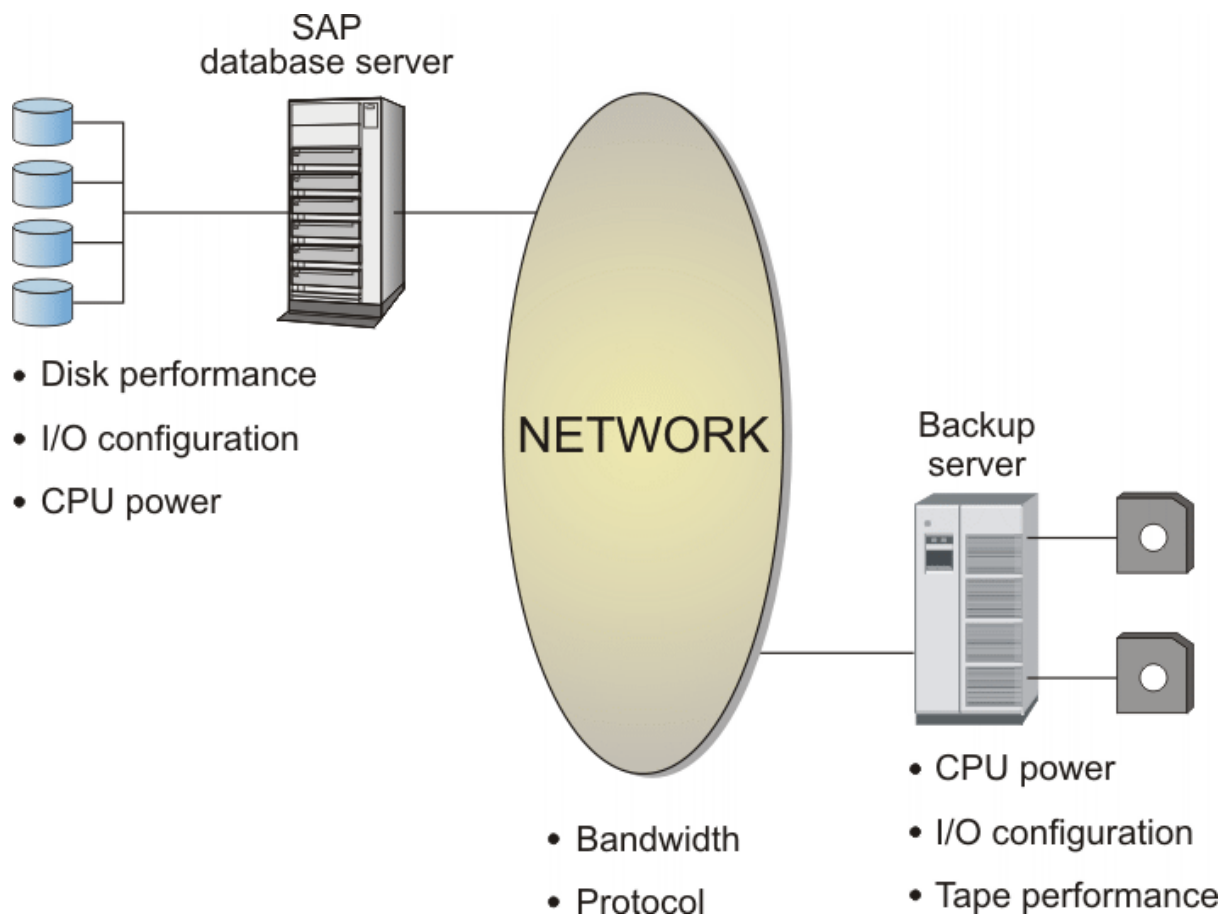 SAP
database server
• Disk performance
• I/O configuration
• CPU power
NETWORK
Backup
server
• CPU power
• I/O configuration
• Tape performance
• Bandwidth
• Protocol